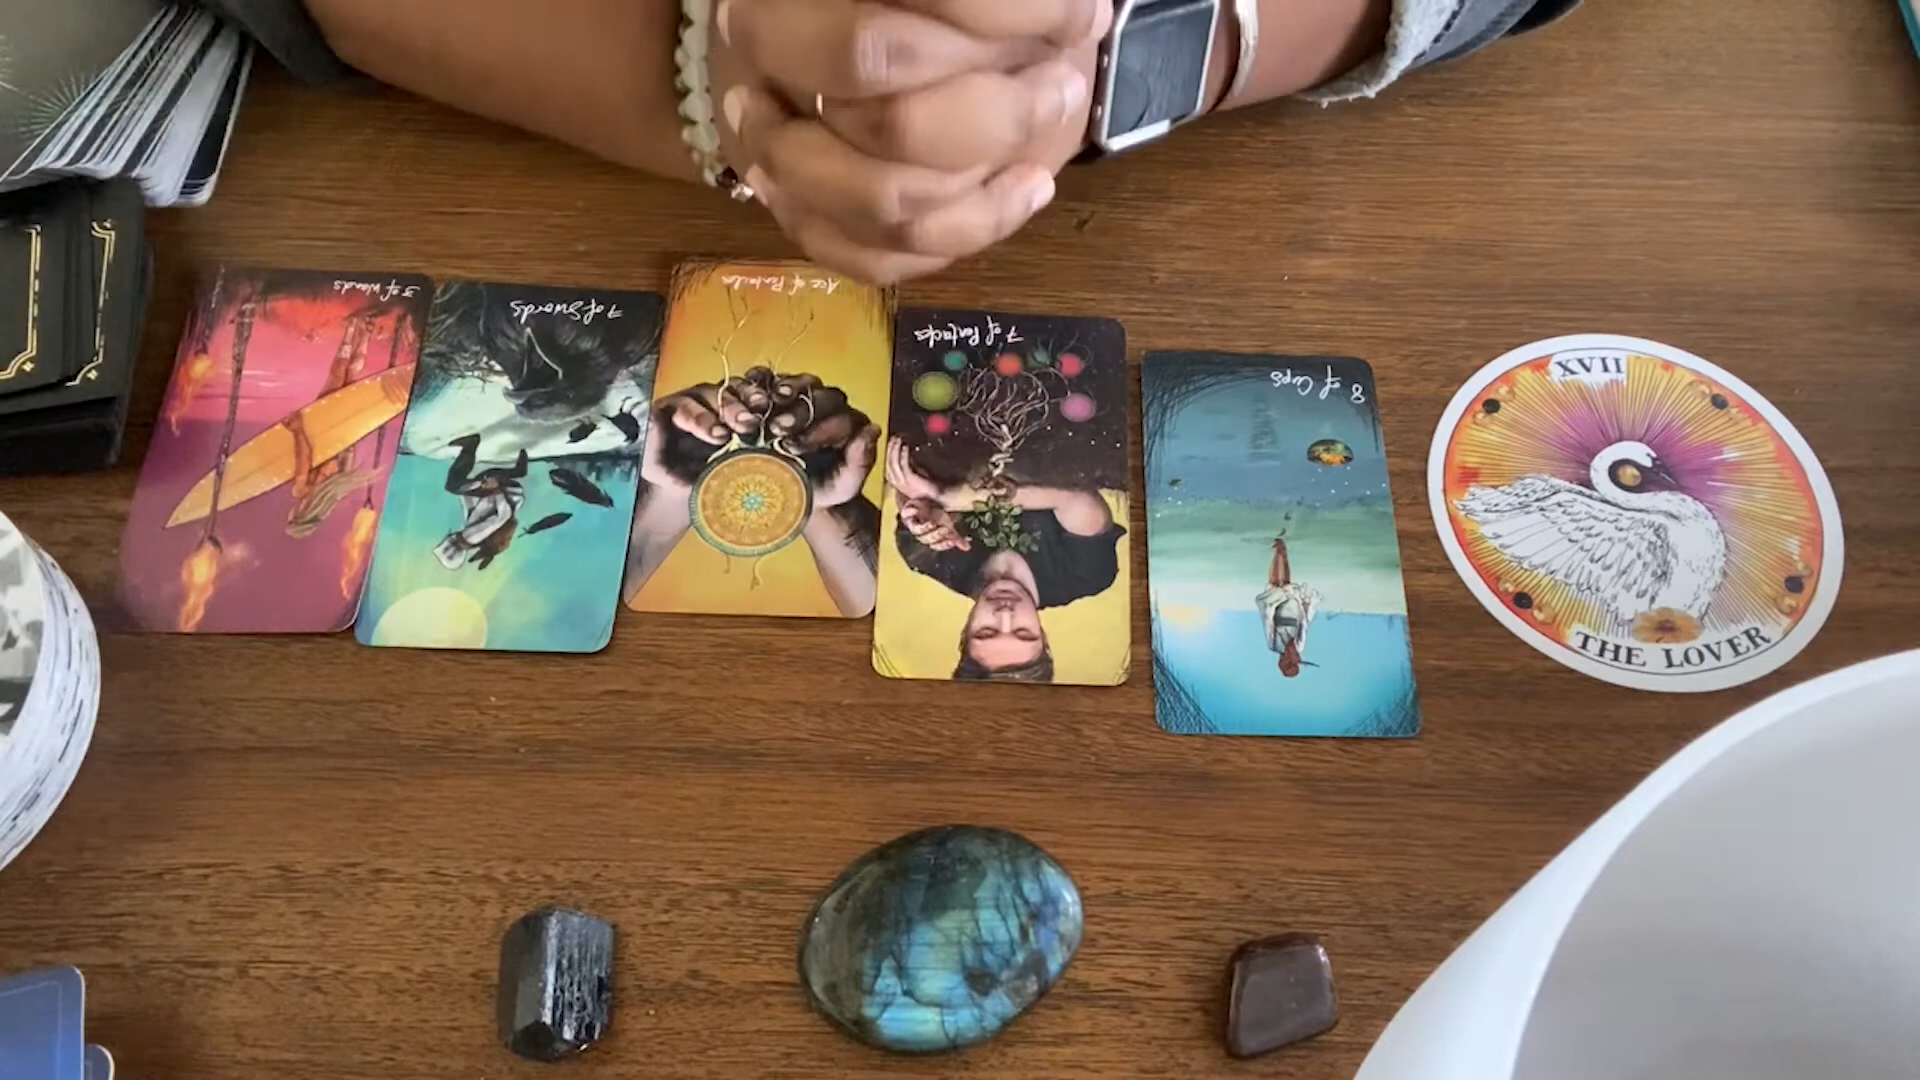 3 of Wands
7 of Swords
Ace of Pentacles
7 of Pentacles
8 of Cups
XVII
THE LOVER